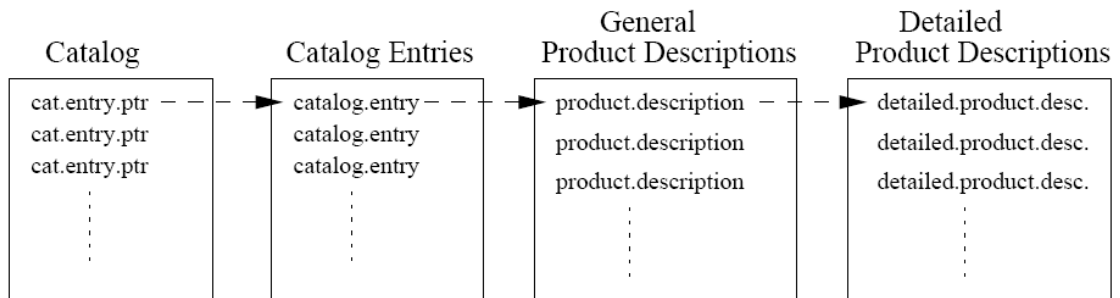 Catalog
cat.entry.ptr
cat.entry.ptr
cat.entry.ptr
Catalog Entries
catalog.entry
catalog.entry
catalog.entry
General
Product Descriptions
product.description
product.description
product.description
Detailed
Product Descriptions
detailed.product.desc.
detailed.product.desc.
detailed.product.desc.